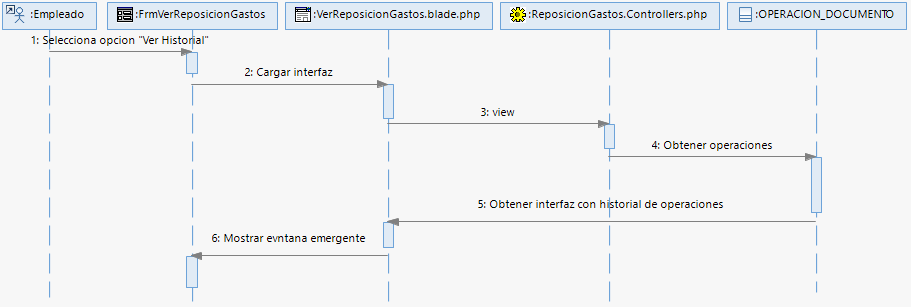 :Empleado
:FrmVerReposicionGastos
:VerReposicionGastos.blade.php
:ReposicionGastos.Controllers.php
:OPERACION_DOCUMENTO
1: Selecciona opcion "Ver Historial"
2: Cargar interfaz
3: view
4: Obtener operaciones
5: Obtener interfaz con historial de operaciones
6: Mostrar evntana emergente